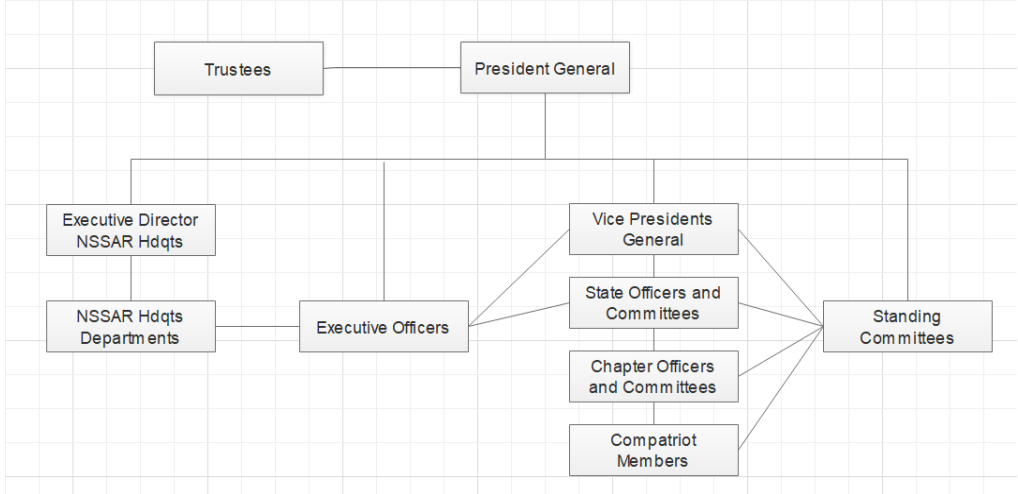 Trustees
President General
Executive Director
NSSAR Hdqts
Vice Presidents
General
State Officers and
Committees
NSSAR Hdqts
Departments
Executive Officers
Standing
Committees
Chapter Officers
and Committees
Compatriot
Members